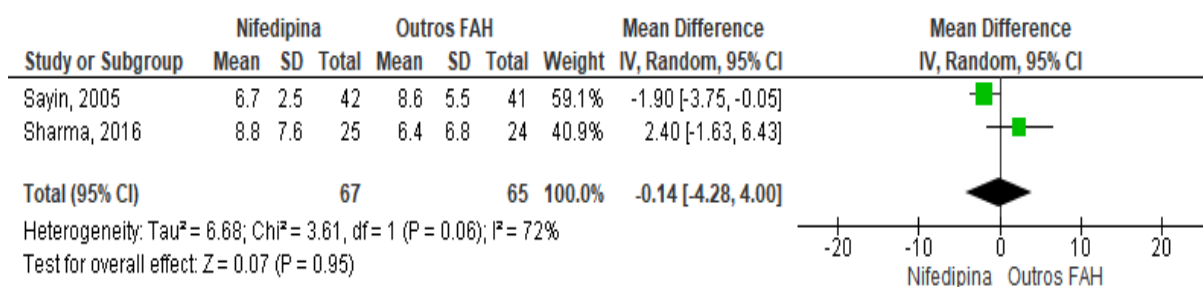 Nifedipina Outros FAH Mean Difference Mean Difference
Study or Subgroup Mean SD Total Mean SD Total Weight IV, Random, 95% CI IV, Random, 95% CI
Sayin, 2005 6.7 2.5 42 8.6 5.5 41 59.1% -1.90 [-3.75, -0.05]
Sharma, 2016 8.8 7.6 25 6.4 6.8 24 40.9% 2.40 [-1.63, 6.43]
Total (95% CI) 67 65 100.0% -0.14 [-4.28, 4.00]
Heterogeneity: Tau² = 6.68; Chi² = 3.61, df = 1 (P = 0.06); I² = 72%
Test for overall effect: Z = 0.07 (P = 0.95)
-20 -10 0 10 20
Nifedipina Outros FAH